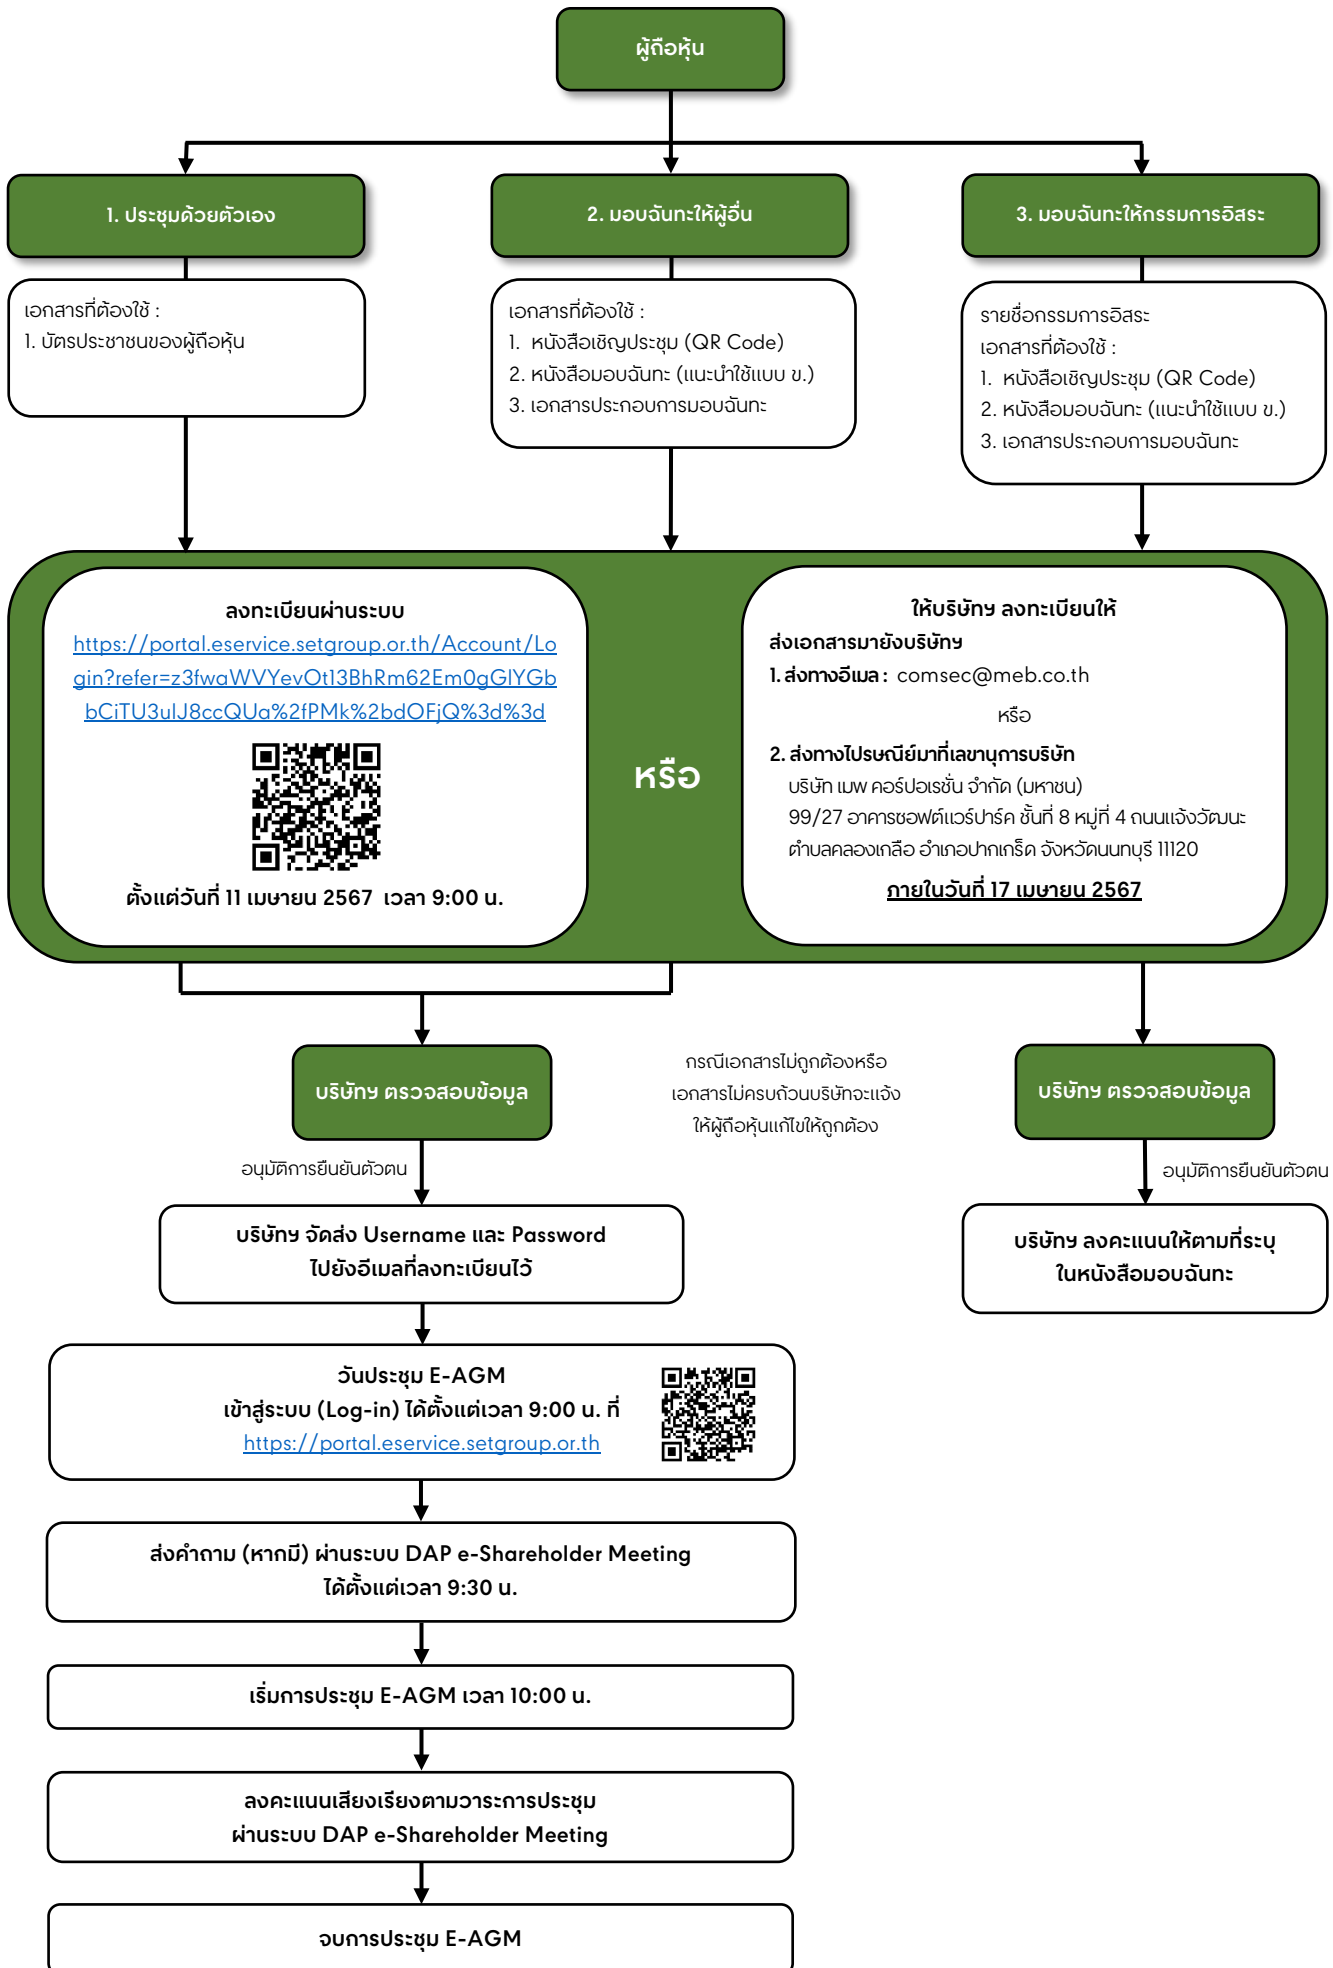 ผู้ถือหุ้น
1. ประชุมด้วยตัวเอง
2. มอบฉันทะให้ผู้อื่น
3. มอบฉันทะให้กรรมการอิสระ
เอกสารที่ต้องใช้ :
1. บัตรประชาชนของผู้ถือหุ้น
เอกสารที่ต้องใช้ :
1. หนังสือเชิญประชุม (QR Code)
2. หนังสือมอบฉันทะ (แนะนำใช้แบบ ข.)
3. เอกสารประกอบการมอบฉันทะ
รายชื่อกรรมการอิสระ
เอกสารที่ต้องใช้ :
1. หนังสือเชิญประชุม (QR Code)
2. หนังสือมอบฉันทะ (แนะนำใช้แบบ ข.)
3. เอกสารประกอบการมอบฉันทะ
ลงทะเบียนผ่านระบบ
https://portal.eservice.setgroup.or.th/Account/Lo
gin?refer=z3fwaWVYevOt13BhRm62Em0gGlYGb
bCiTU3ulJ8ccQUa%2fPMk%2bdOFjQ%3d%3d
ตั้งแต่วันที่ 11 เมษายน 2567 เวลา 9:00 น.
หรือ
ให้บริษัทฯ ลงทะเบียนให้
ส่งเอกสารมายังบริษัทฯ
1. ส่งทางอีเมล : comsec@meb.co.th
หรือ
2. ส่งทางไปรษณีย์มาที่เลขานุการบริษัท
บริษัท เมพ คอร์ปอเรชั่น จำกัด (มหาชน)
99/27 อาคารซอฟต์แวร์ปาร์ค ชั้นที่ 8 หมู่ที่ 4 ถนนแจ้งวัฒนะ
ตำบลคลองเกลือ อำเภอปากเกร็ด จังหวัดนนทบุรี 11120
ภายในวันที่ 17 เมษายน 2567
บริษัทฯ ตรวจสอบข้อมูล
กรณีเอกสารไม่ถูกต้องหรือ
เอกสารไม่ครบถ้วนบริษัทจะแจ้ง
ให้ผู้ถือหุ้นแก้ไขให้ถูกต้อง
บริษัทฯ ตรวจสอบข้อมูล
อนุมัติการยืนยันตัวตน
อนุมัติการยืนยันตัวตน
บริษัทฯ จัดส่ง Username และ Password
ไปยังอีเมลที่ลงทะเบียนไว้
บริษัทฯ ลงคะแนนให้ตามที่ระบุ
ในหนังสือมอบฉันทะ
วันประชุม E-AGM
เข้าสู่ระบบ (Log-in) ได้ตั้งแต่เวลา 9:00 น. ที่
https://portal.eservice.setgroup.or.th
ส่งคำถาม (หากมี) ผ่านระบบ DAP e-Shareholder Meeting
ได้ตั้งแต่เวลา 9:30 น.
เริ่มการประชุม E-AGM เวลา 10:00 น.
ลงคะแนนเสียงเรียงตามวาระการประชุม
ผ่านระบบ DAP e-Shareholder Meeting
จบการประชุม E-AGM